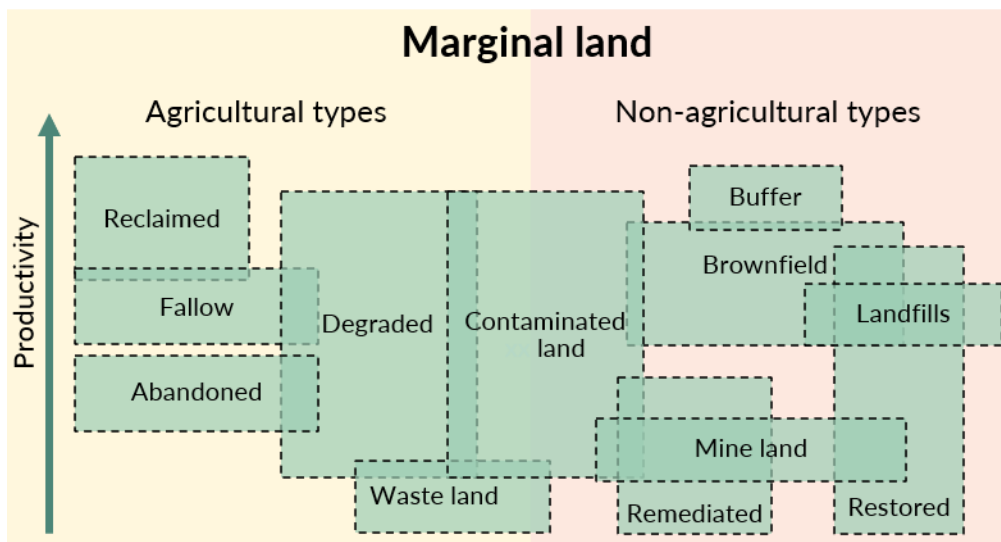 Marginal land
Agricultural types
Non-agricultural types
Productivity
Reclaimed
Fallow
Abandoned
Degraded
Waste land
Contaminated
land
Buffer
Brownfield
Landfills
Mine land
Remediated
Restored